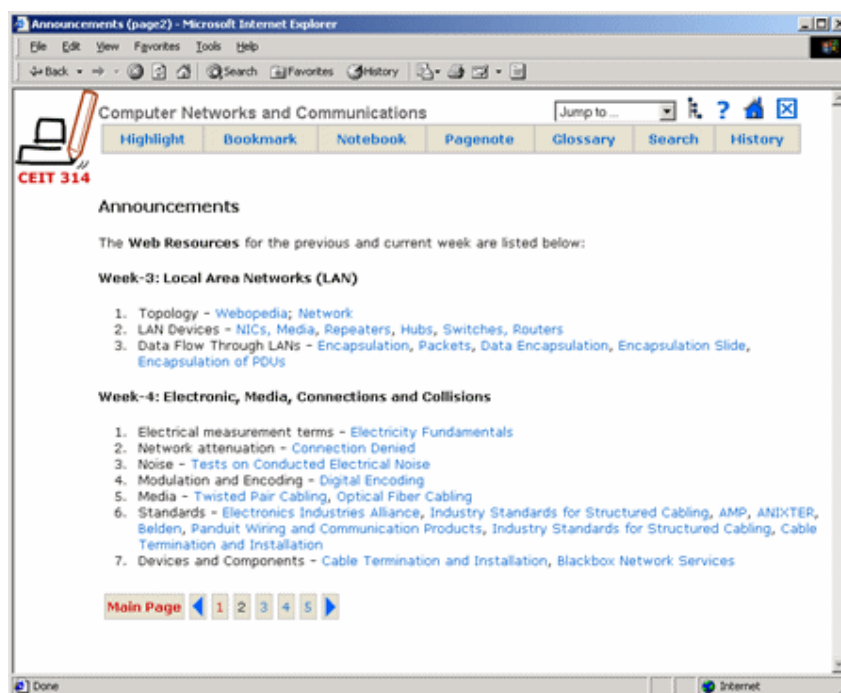 Announcements (page2) - Microsoft Internet Explorer
File Edit View Favorites Tools Help
Back Search Favorites History
Computer Networks and Communications Jump to ... ?
Highlight Bookmark Notebook Pagenote Glossary Search History
CEIT 314
Announcements
The Web Resources for the previous and current week are listed below:
Week-3: Local Area Networks (LAN)
1. Topology - Webopedia; Network
2. LAN Devices - NICs, Media, Repeaters, Hubs, Switches, Routers
3. Data Flow Through LANs - Encapsulation, Packets, Data Encapsulation, Encapsulation Slide,
Encapsulation of PDUs
Week-4: Electronic, Media, Connections and Collisions
1. Electrical measurement terms - Electricity Fundamentals
2. Network attenuation - Connection Denied
3. Noise - Tests on Conducted Electrical Noise
4. Modulation and Encoding - Digital Encoding
5. Media - Twisted Pair Cabling, Optical Fiber Cabling
6. Standards - Electronics Industries Alliance, Industry Standards for Structured Cabling, AMP, ANIXTER,
Belden, Panduit Wiring and Communication Products, Industry Standards for Structured Cabling, Cable
Termination and Installation
7. Devices and Components - Cable Termination and Installation, Blackbox Network Services
Main Page 1 2 3 4 5
Done Internet